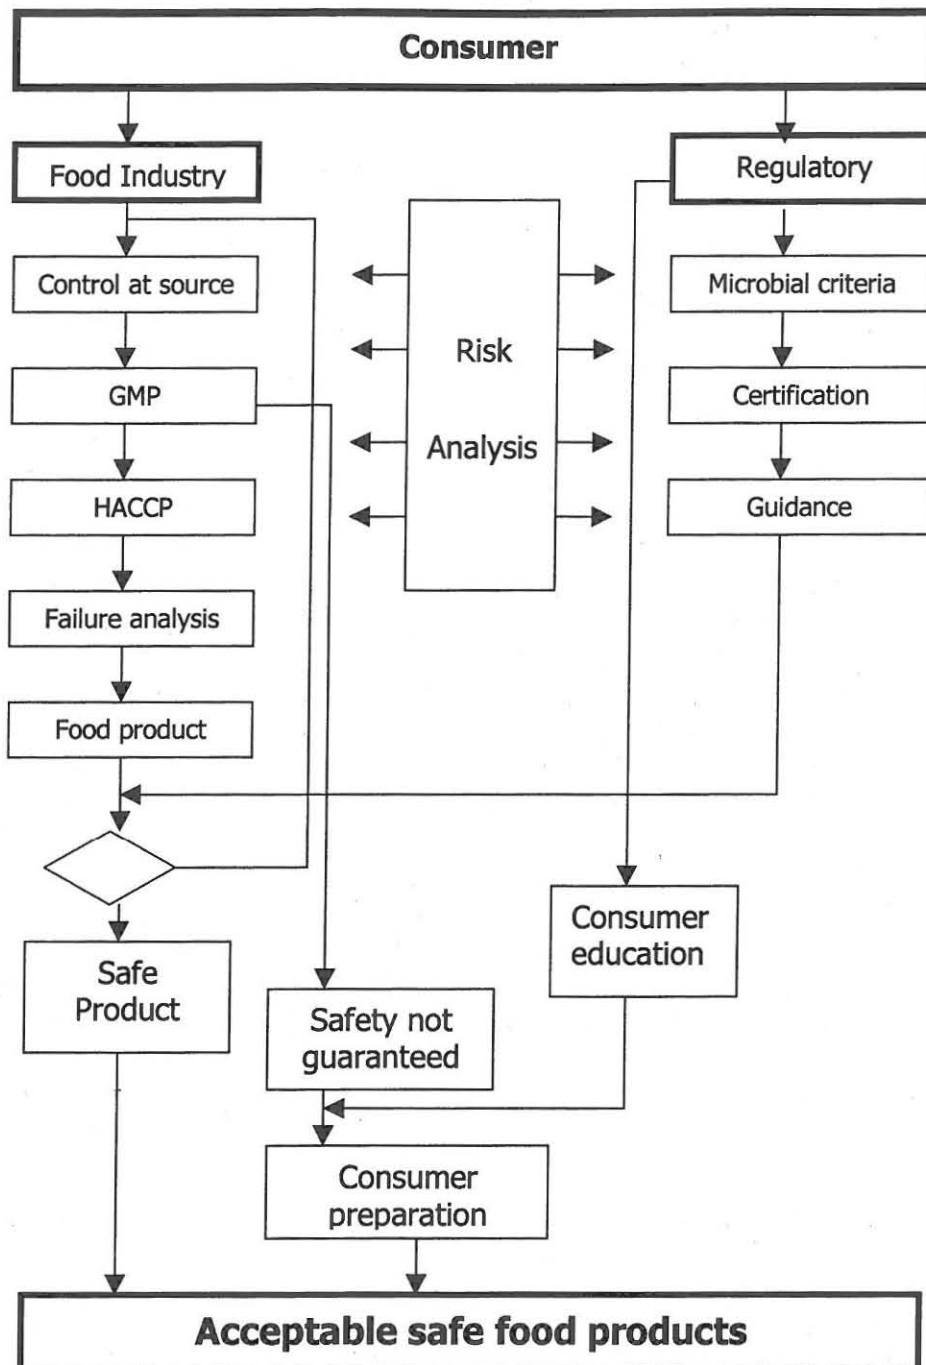 Consumer
Food Industry
Regulatory
Control at source
Microbial criteria
Risk
GMP
Certification
Analysis
HACCP
Guidance
Failure analysis
Food product
Consumer
education
Safe
Product
Safety not
guaranteed
Consumer
preparation
Acceptable safe food products